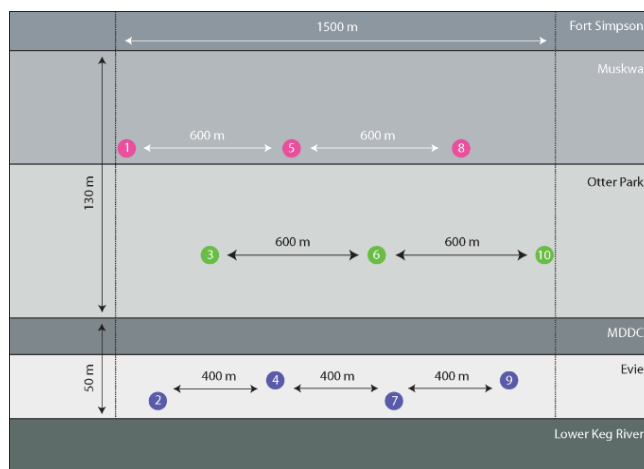 1500 m
Fort Simpson
Muskwa
1
600 m
5
600 m
8
130 m
Otter Park
3
600 m
6
600 m
10
MDDC
50 m
Evie
2
400 m
4
400 m
7
400 m
9
Lower Keg River